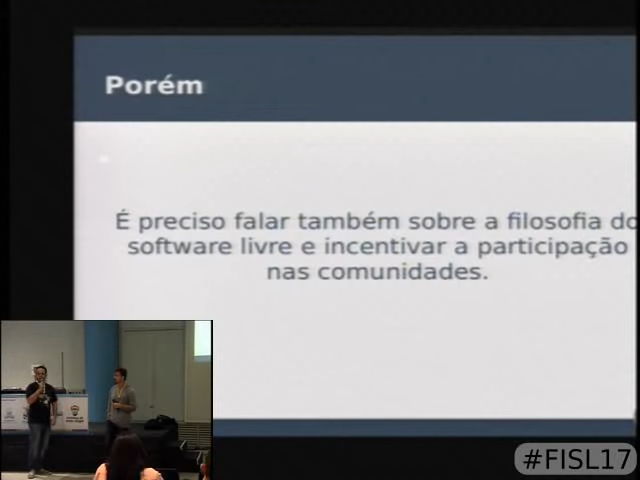 Porém
É preciso falar também sobre a filosofia do
software livre e incentivar a participação
nas comunidades.
#FISL17